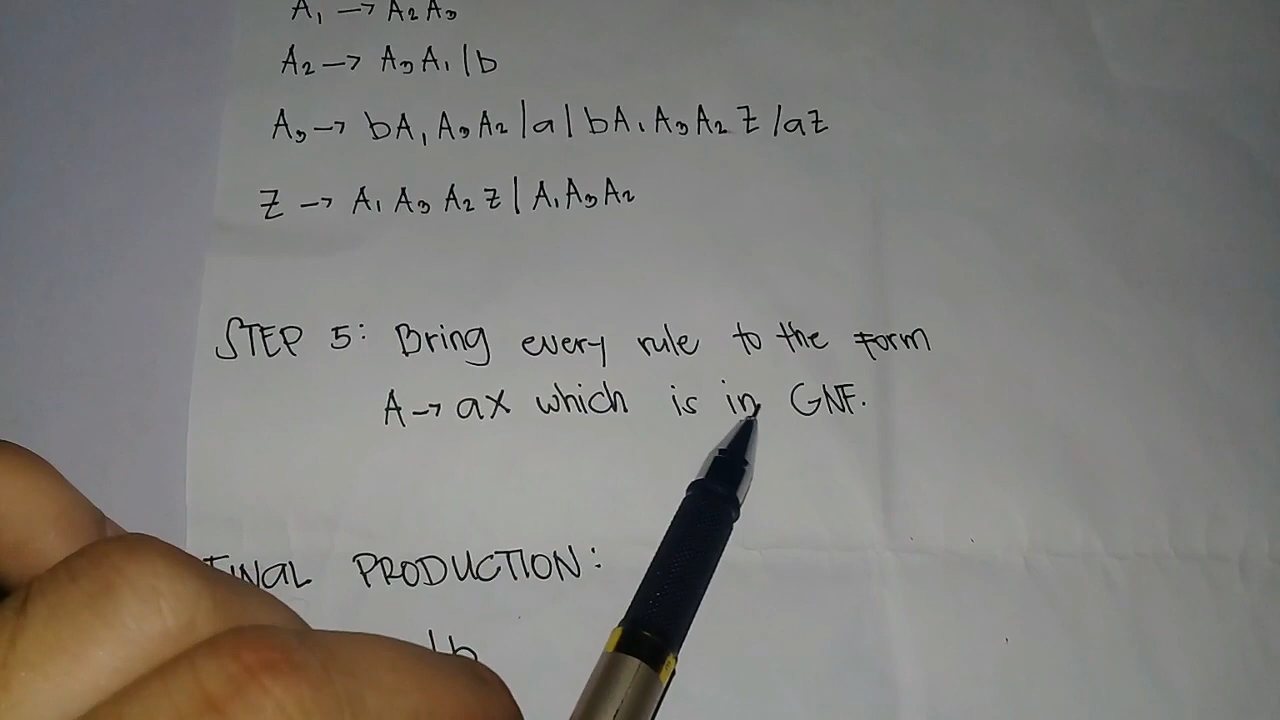 A₁ → A₂A₃
A₂ → A₃A₁ | b
A₃ → bA₁A₃A₂ | a | bA₁A₃A₂Z | aZ
Z → A₁A₃A₂Z | A₁A₃A₂
STEP 5: Bring every rule to the form
A → aX which is in GNF.
FINAL PRODUCTION:
| b